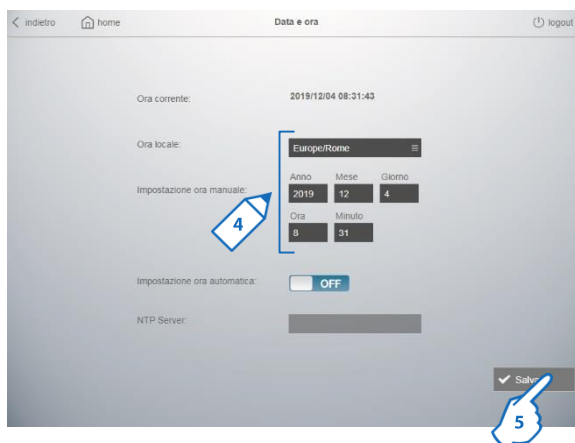 indietro home Data e ora logout
Ora corrente: 2019/12/04 08:31:43
Ora locale: Europe/Rome
Anno Mese Giorno
Impostazione ora manuale: 2019 12 4
4
Ora Minuto
8 31
Impostazione ora automatica: OFF
NTP Server:
Salva
5